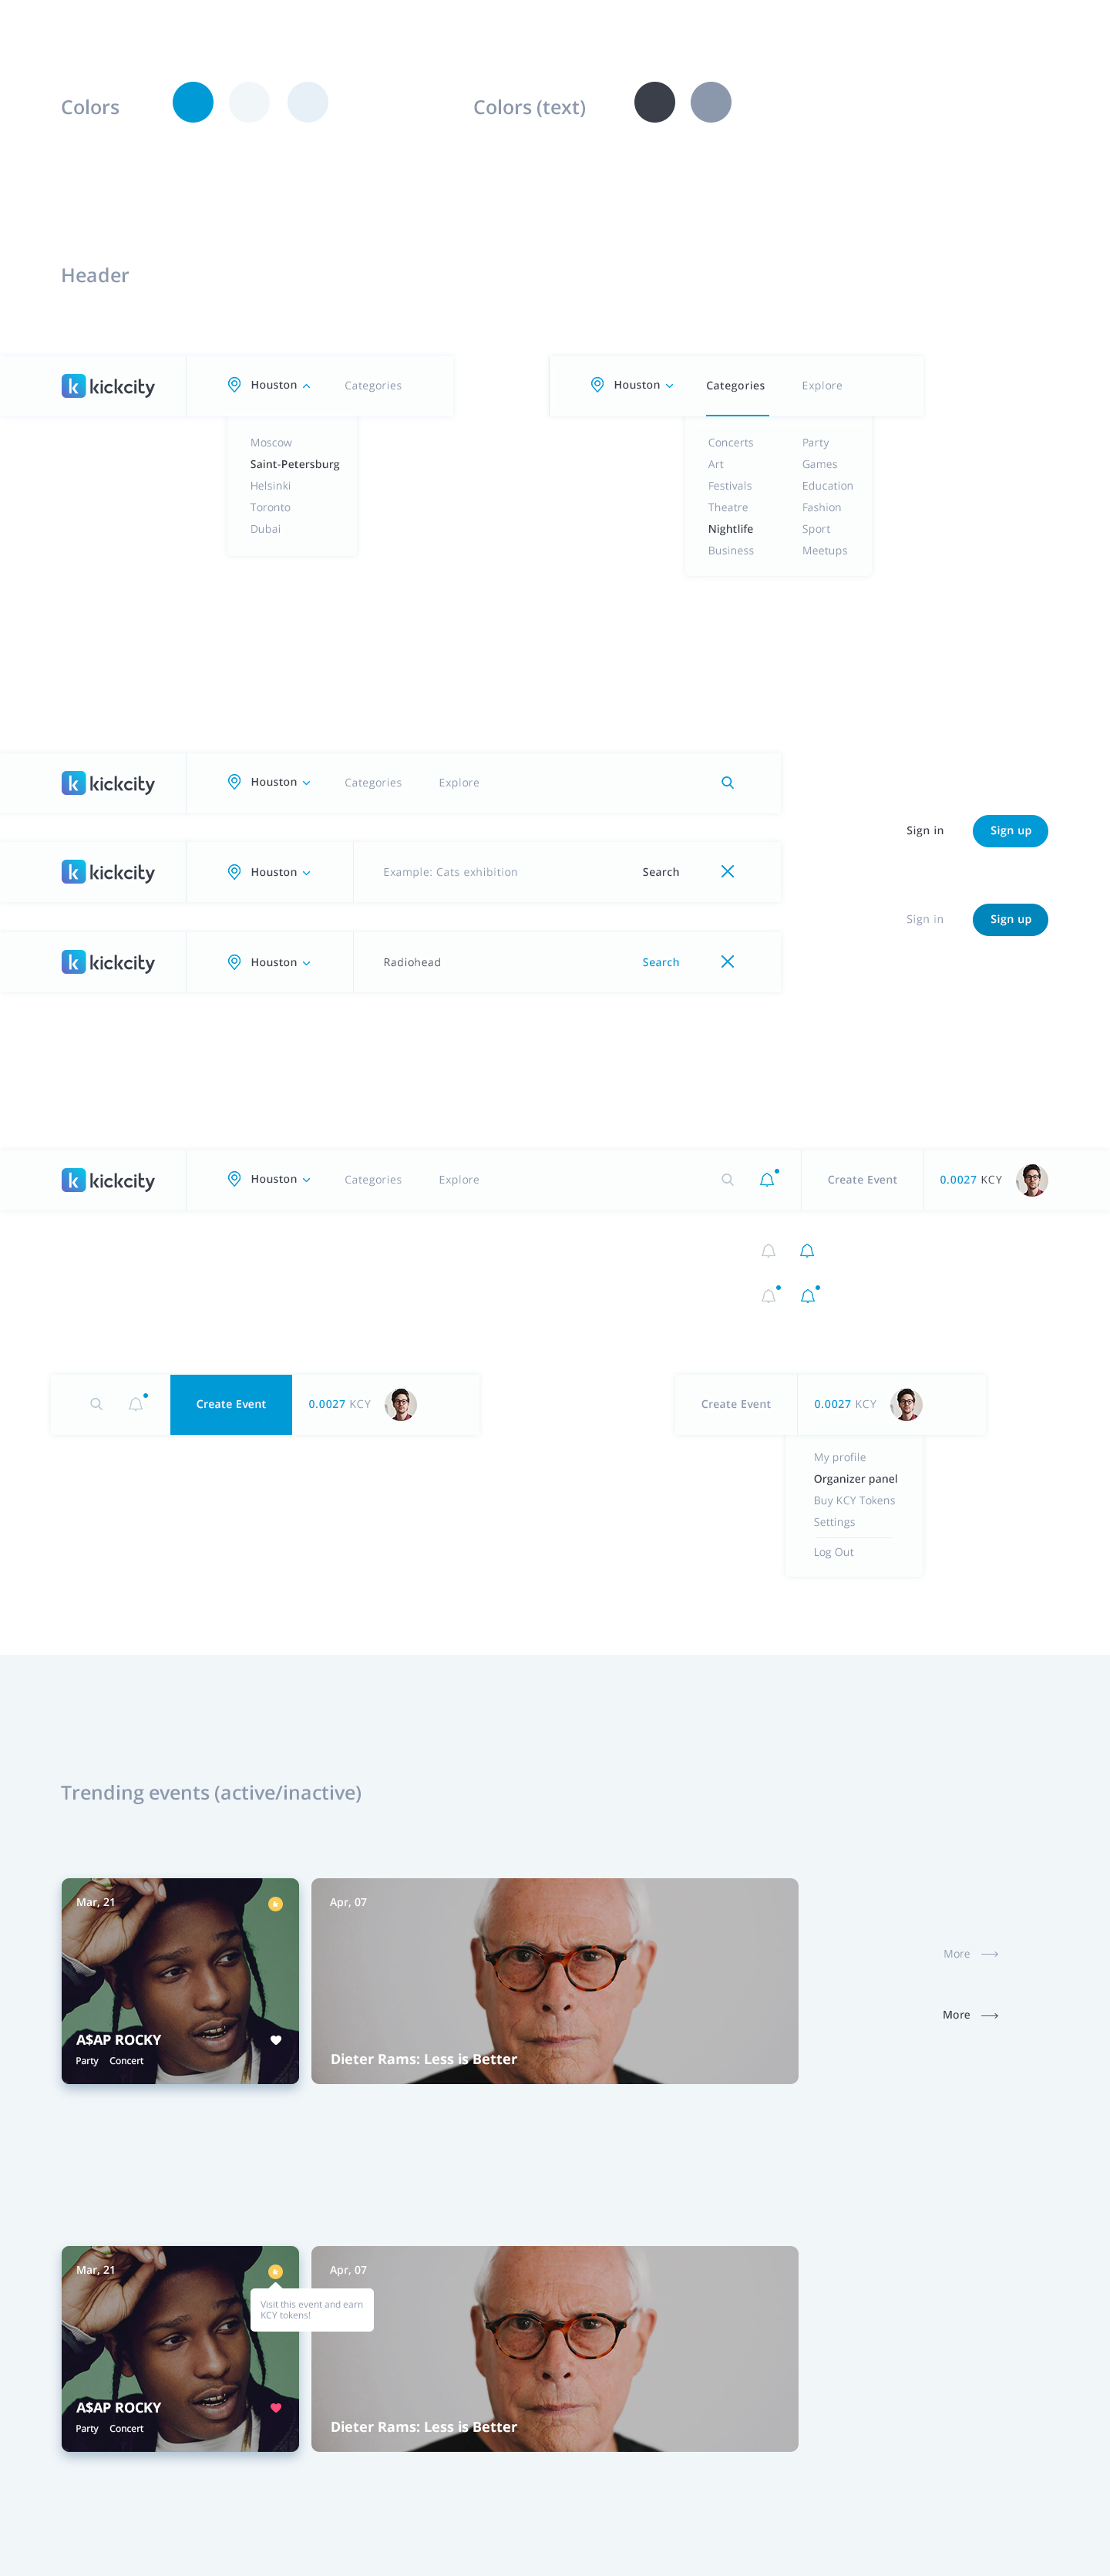 Colors
Colors (text)
Header
k kickcity
Houston
Categories
Moscow
Saint-Petersburg
Helsinki
Toronto
Dubai
Houston
Categories
Explore
Concerts
Art
Festivals
Theatre
Nightlife
Business
Party
Games
Education
Fashion
Sport
Meetups
k kickcity
Houston
Categories
Explore
k kickcity
Houston
Example: Cats exhibition
Search
k kickcity
Houston
Radiohead
Search
Sign in
Sign up
Sign in
Sign up
k kickcity
Houston
Categories
Explore
Create Event
0.0027 KCY
Create Event
0.0027 KCY
Create Event
0.0027 KCY
My profile
Organizer panel
Buy KCY Tokens
Settings
Log Out
Trending events (active/inactive)
Mar, 21
A$AP ROCKY
Party Concert
Apr, 07
Dieter Rams: Less is Better
More
More
Mar, 21
Visit this event and earn
KCY tokens!
A$AP ROCKY
Party Concert
Apr, 07
Dieter Rams: Less is Better